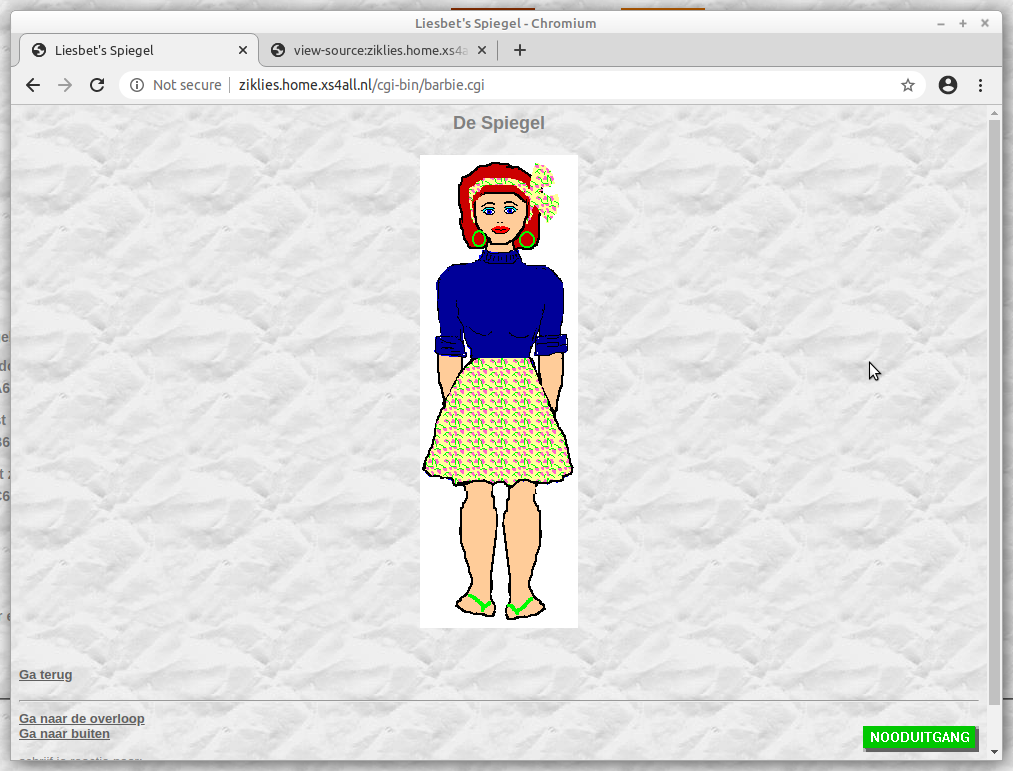 Liesbet's Spiegel - Chromium
Liesbet's Spiegel
view-source:ziklies.home.xs4a
Not secure
ziklies.home.xs4all.nl/cgi-bin/barbie.cgi
De Spiegel
Ga terug
Ga naar de overloop
Ga naar buiten
NOODUITGANG